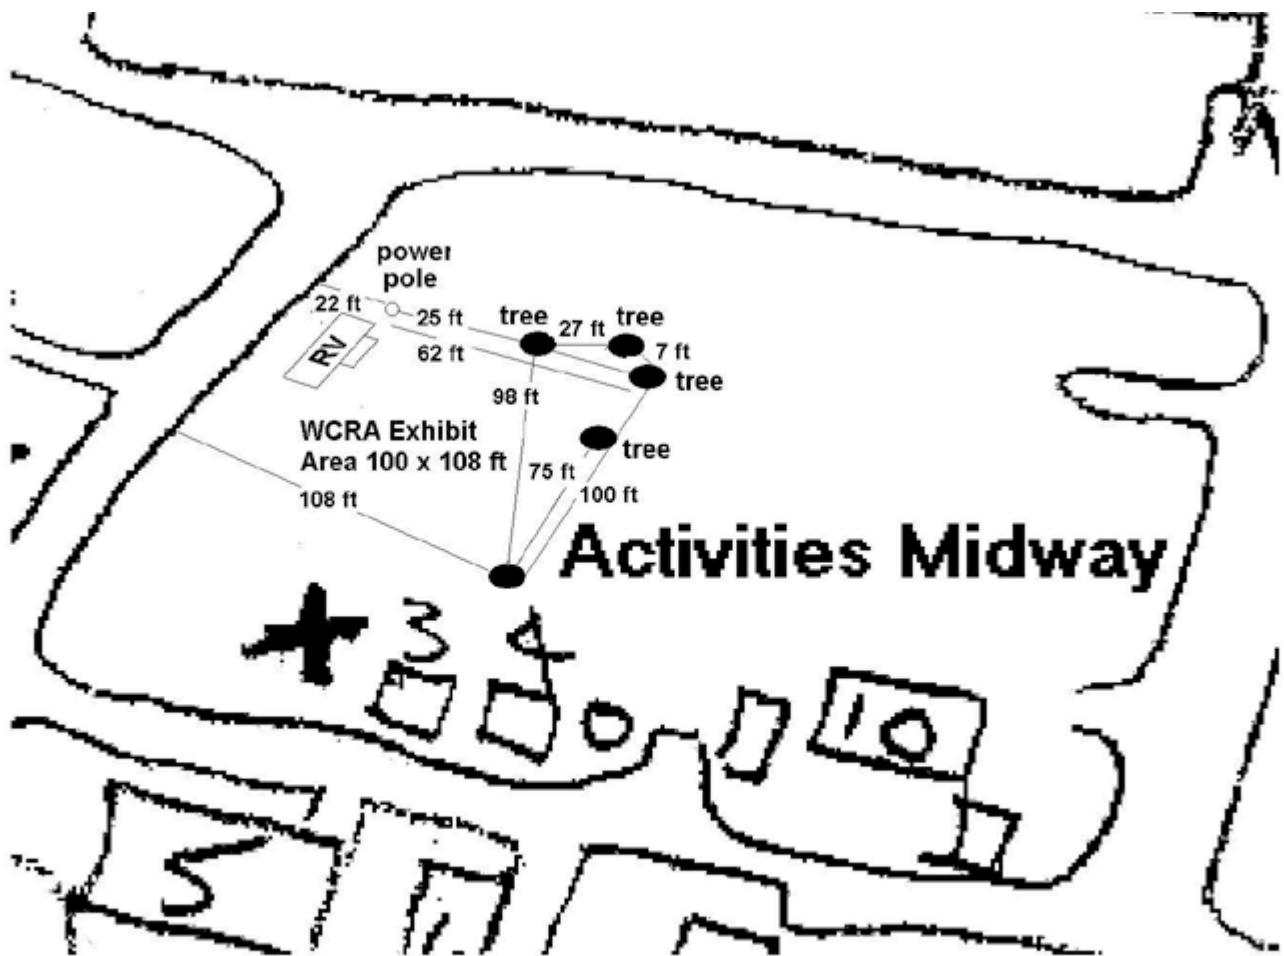 power
pole
22 ft
25 ft
tree
27 ft
tree
RV
62 ft
7 ft
tree
98 ft
WCRA Exhibit
Area 100 x 108 ft
tree
75 ft
100 ft
108 ft
Activities Midway
3
4
10
5